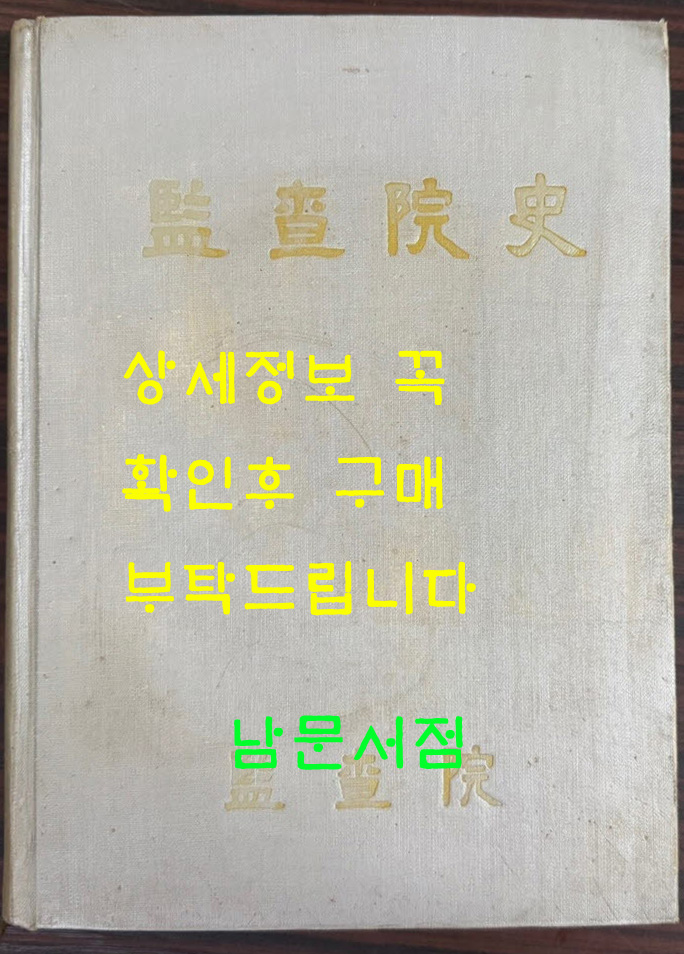 監査院史
상세정보 꼭
확인후 구매
부탁드립니다
남문서점
監査院